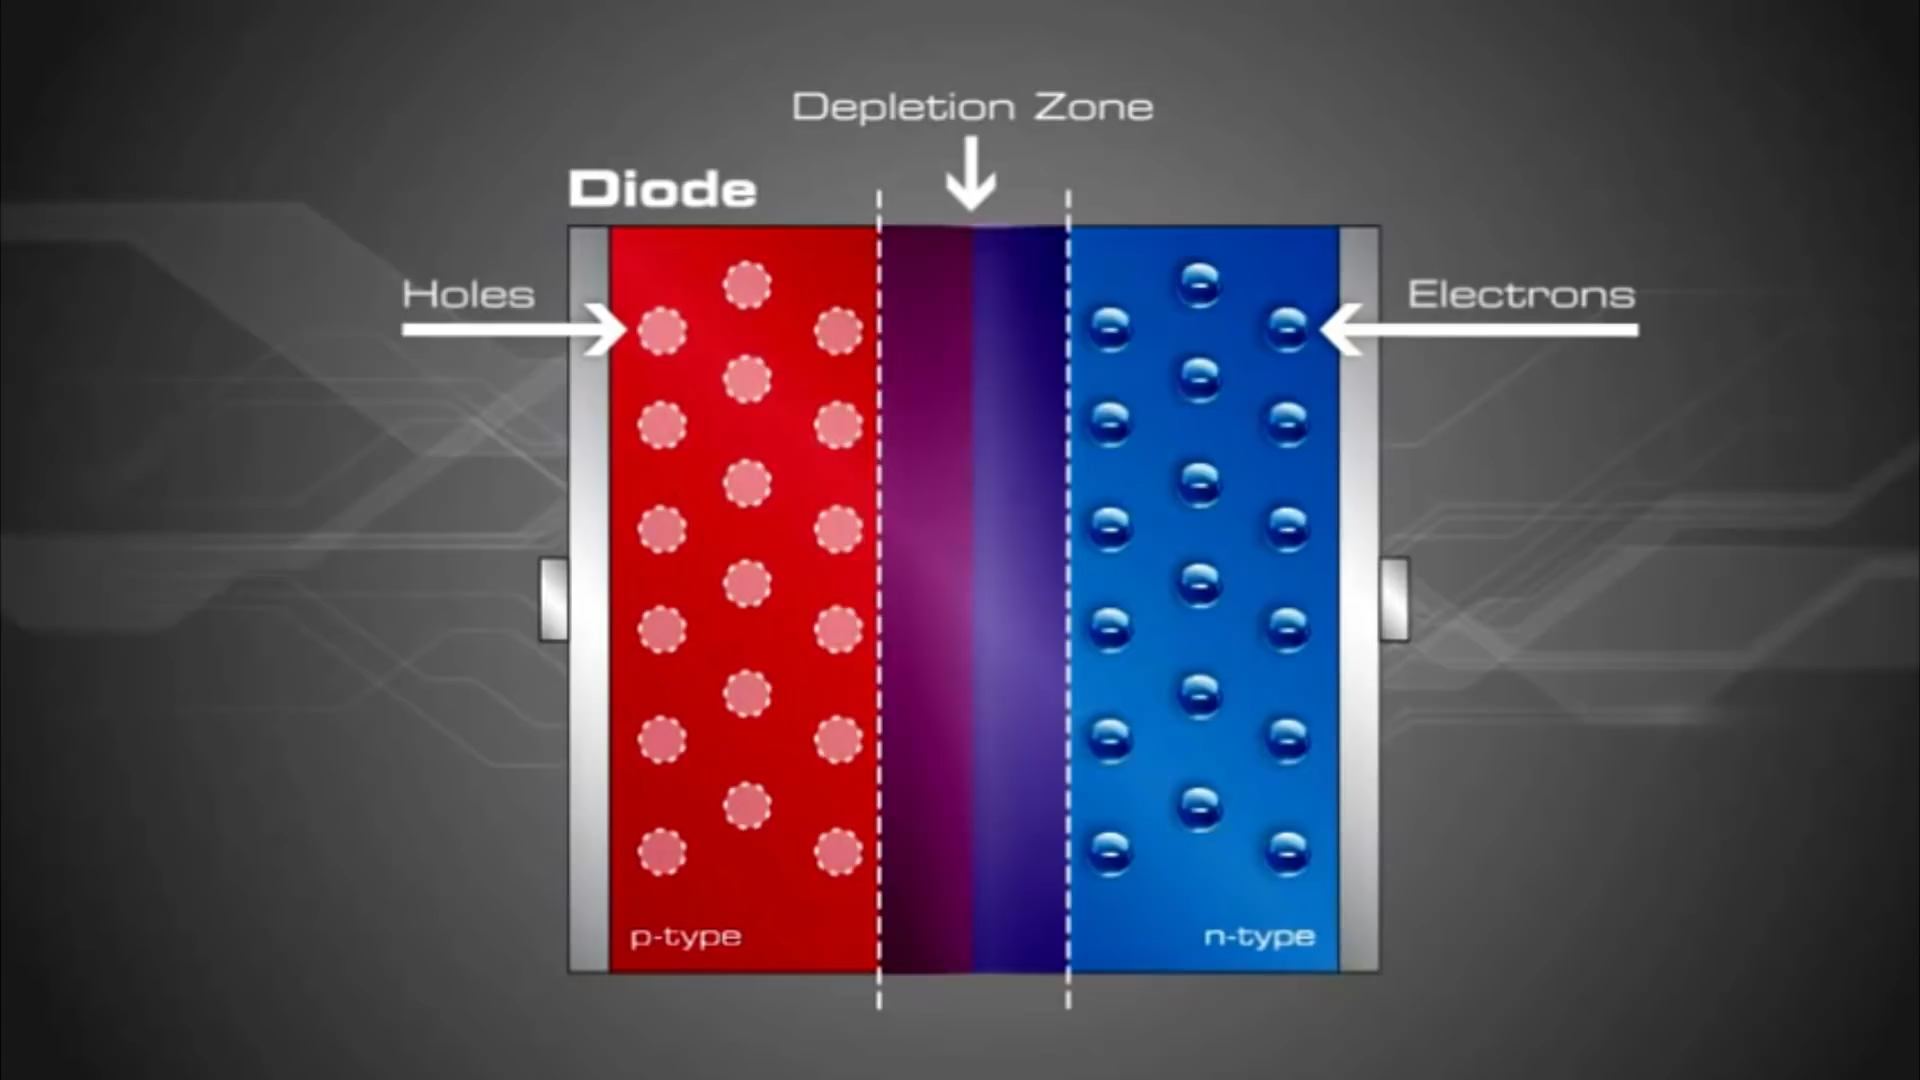 Depletion Zone
Diode
Holes
Electrons
p-type
n-type